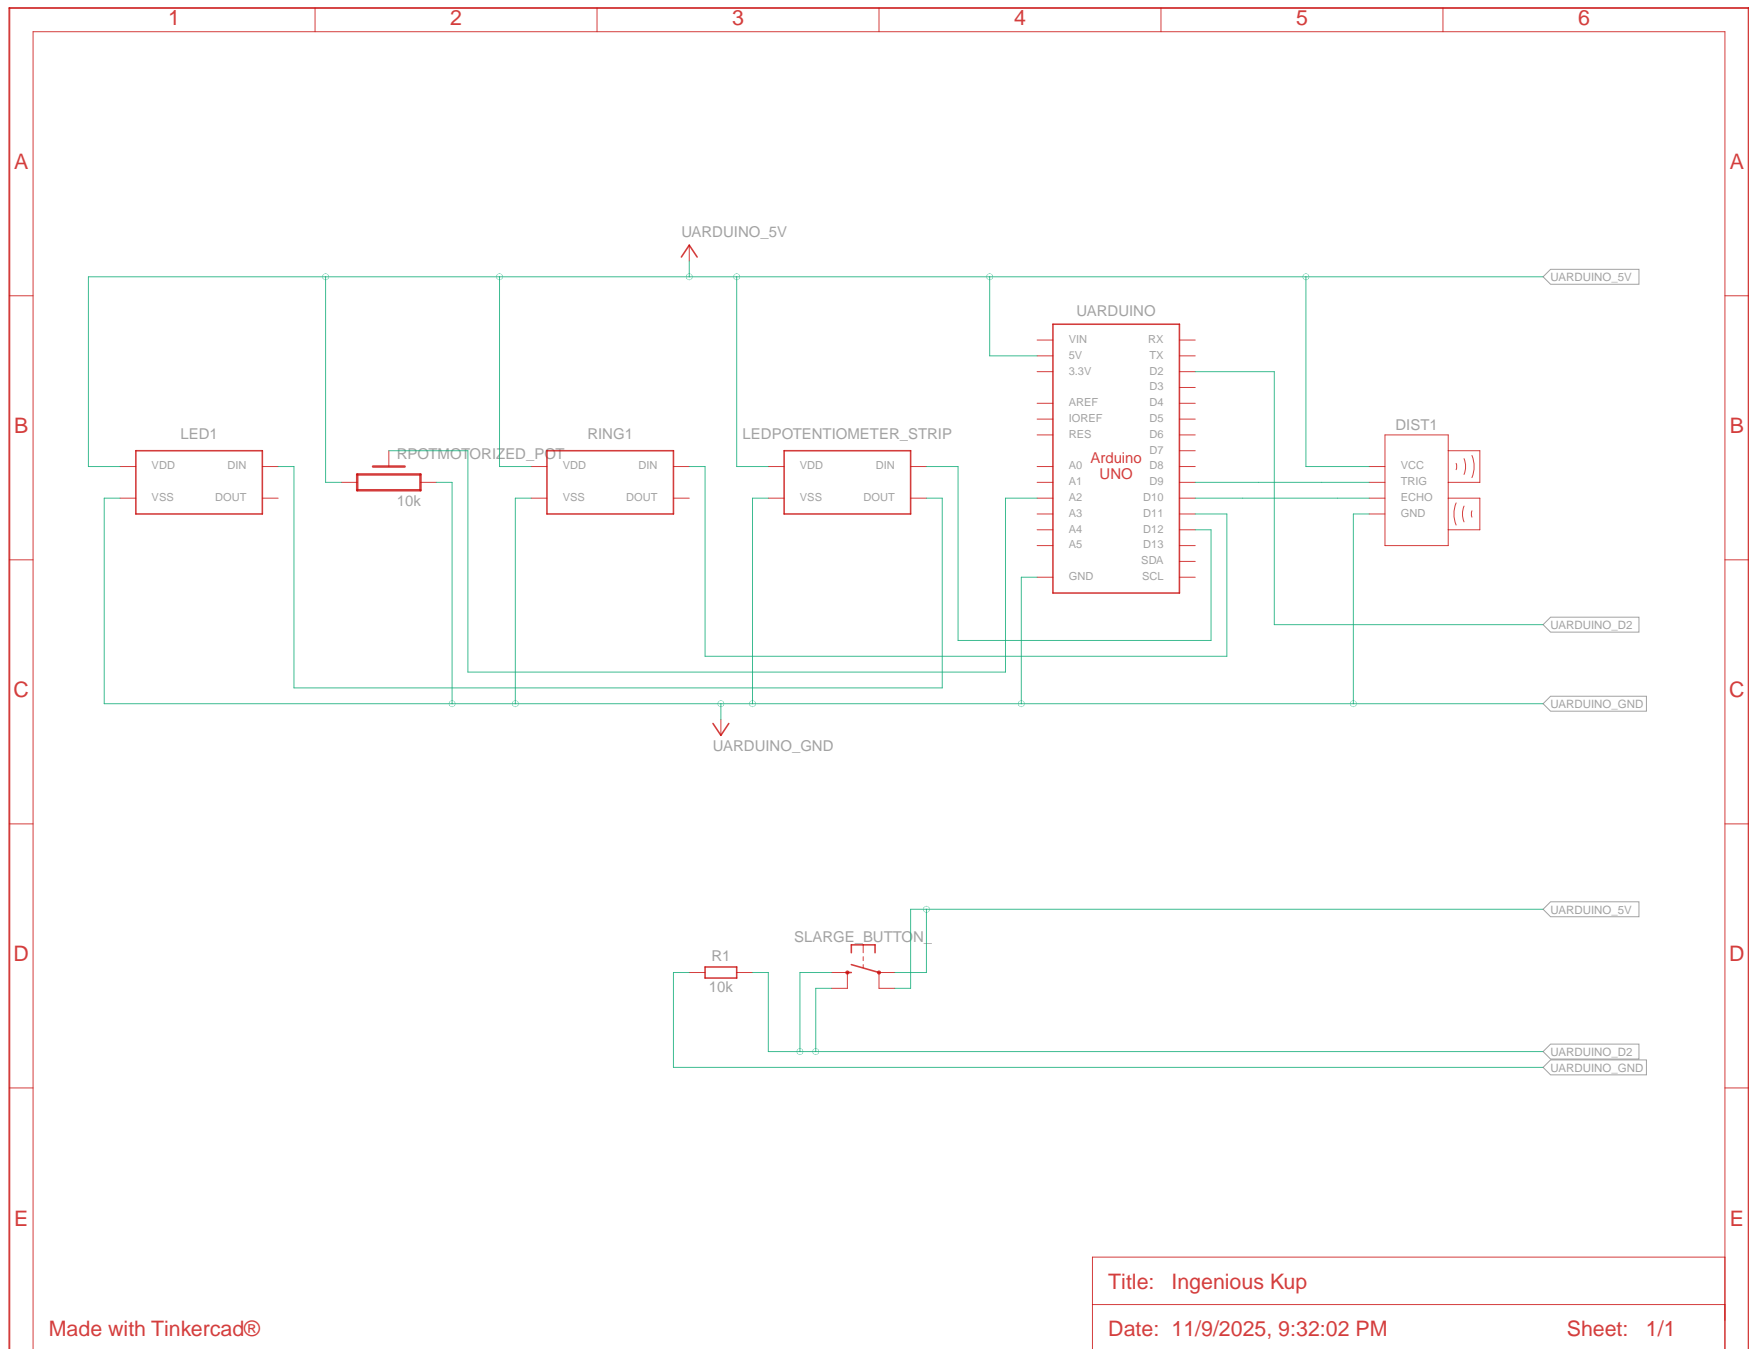 1 2 3 4 5 6
A A
UARDUINO_5V
UARDUINO_5V
UARDUINO
VIN RX
5V TX
3.3V D2
D3
AREF D4
IOREF D5
RES D6
D7
A0 D8
A1 D9
A2 D10
A3 D11
A4 D12
A5 D13
SDA
GND SCL
Arduino
UNO
B B
LED1
VDD DIN
VSS DOUT
RPOTMOTORIZED_POT
10k
RING1
VDD DIN
VSS DOUT
LEDPOTENTIOMETER_STRIP
VDD DIN
VSS DOUT
DIST1
VCC
TRIG
ECHO
GND
UARDUINO_D2
C C
UARDUINO_GND
UARDUINO_GND
UARDUINO_5V
SLARGE_BUTTON_
D D
R1
10k
UARDUINO_D2
UARDUINO_GND
E E
Title: Ingenious Kup
Made with Tinkercad®
Date: 11/9/2025, 9:32:02 PM Sheet: 1/1